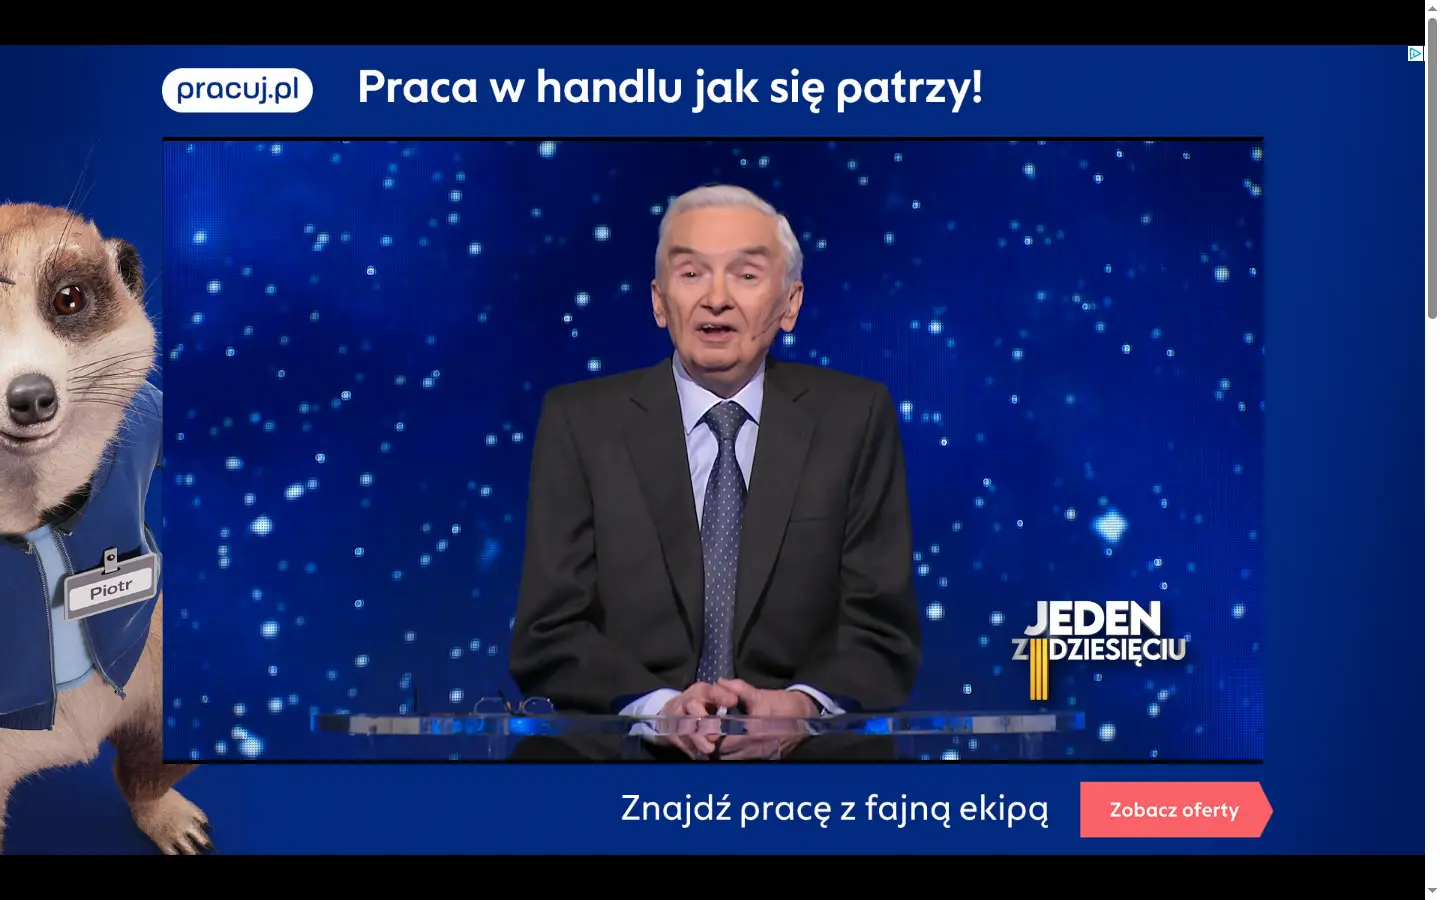 pracuj.pl
Praca w handlu jak się patrzy!
Piotr
JEDEN
Z DZIESIĘCIU
Znajdź pracę z fajną ekipą
Zobacz oferty